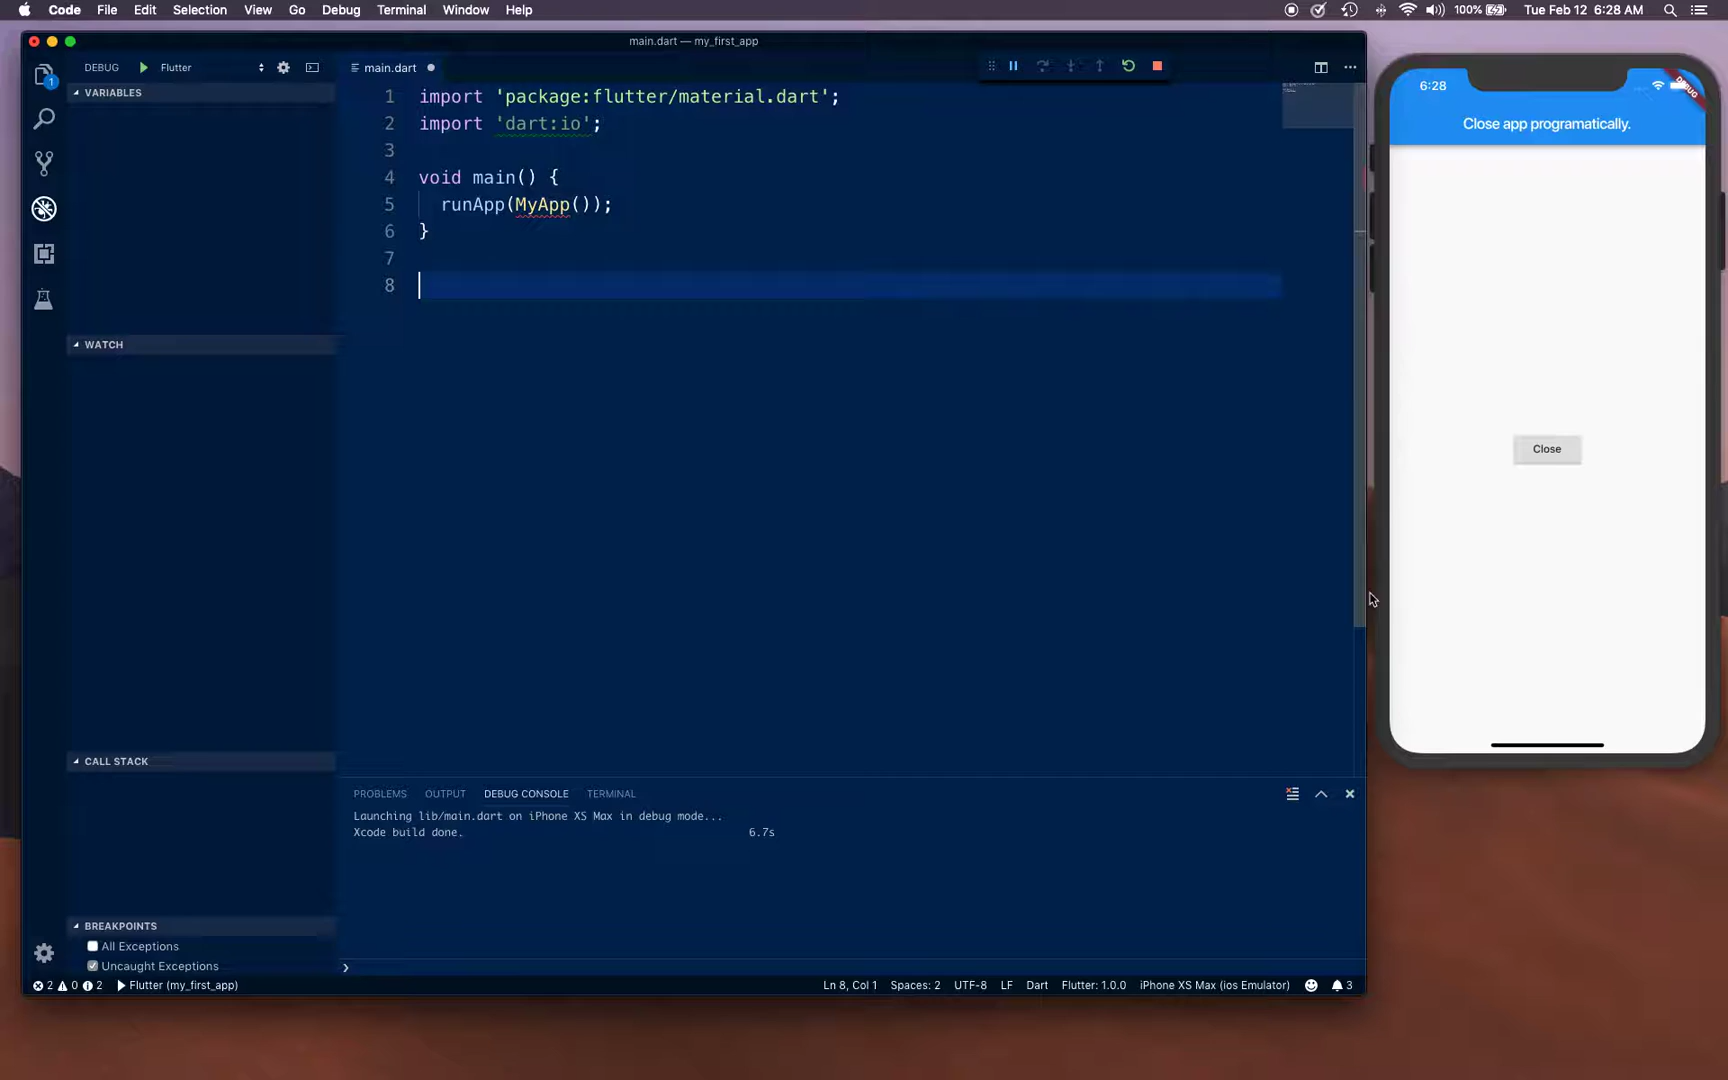 Code File Edit Selection View Go Debug Terminal Window Help 100% Tue Feb 12 6:28 AM
main.dart — my_first_app
DEBUG Flutter main.dart
VARIABLES
1 import 'package:flutter/material.dart';
2 import 'dart:io';
3
4 void main() {
5 runApp(MyApp());
6 }
7
8
WATCH
CALL STACK
PROBLEMS OUTPUT DEBUG CONSOLE TERMINAL
Launching lib/main.dart on iPhone XS Max in debug mode...
Xcode build done. 6.7s
BREAKPOINTS
All Exceptions
Uncaught Exceptions
2 0 2 Flutter (my_first_app) Ln 8, Col 1 Spaces: 2 UTF-8 LF Dart Flutter: 1.0.0 iPhone XS Max (ios Emulator) 3
1
6:28
DEBUG
Close app programatically.
Close